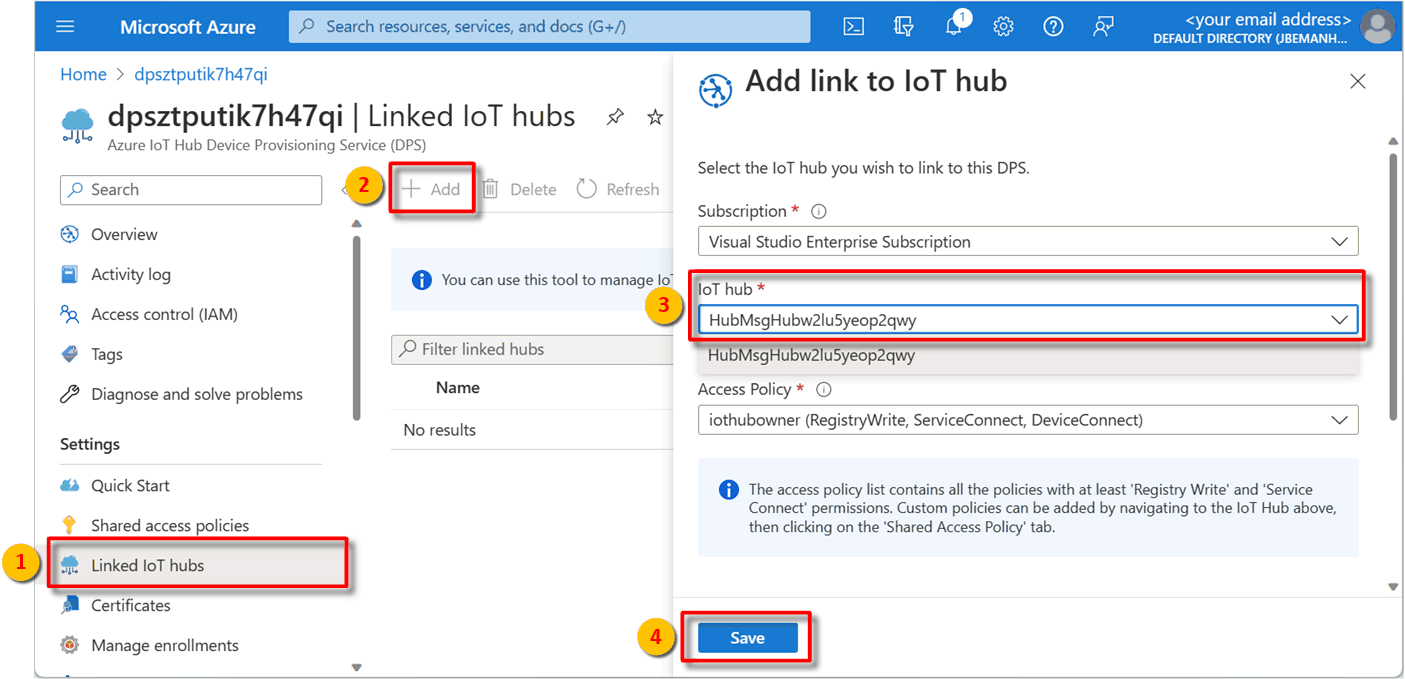 Microsoft Azure
Search resources, services, and docs (G+/)
1
<your email address>
DEFAULT DIRECTORY (JBEMANH...
Home > dpsztputik7h47qi
dpsztputik7h47qi | Linked IoT hubs
Azure IoT Hub Device Provisioning Service (DPS)
Search
2
Add
Delete
Refresh
Overview
Activity log
Access control (IAM)
Tags
Diagnose and solve problems
Settings
Quick Start
Shared access policies
1
Linked IoT hubs
Certificates
Manage enrollments
You can use this tool to manage IoT
Filter linked hubs
Name
No results
Add link to IoT hub
Select the IoT hub you wish to link to this DPS.
Subscription *
Visual Studio Enterprise Subscription
3
IoT hub *
HubMsgHubw2lu5yeop2qwy
HubMsgHubw2lu5yeop2qwy
Access Policy *
iothubowner (RegistryWrite, ServiceConnect, DeviceConnect)
The access policy list contains all the policies with at least 'Registry Write' and 'Service
Connect' permissions. Custom policies can be added by navigating to the IoT Hub above,
then clicking on the 'Shared Access Policy' tab.
4
Save